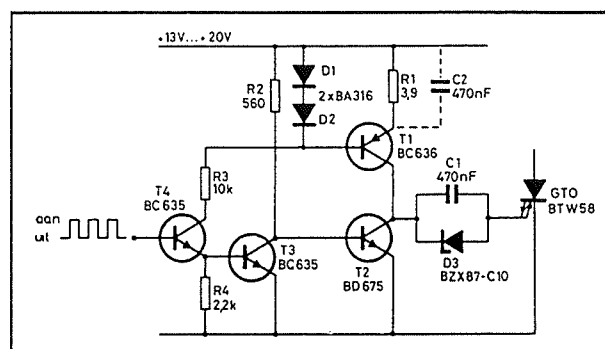 +13V...+20V
R2
560
D1
2xBA316
D2
R1
3,9
C2
470nF
T1
BC636
R3
10k
T4
BC635
aan
uit
T3
BC635
R4
2,2k
T2
BD675
C1
470nF
D3
BZX87-C10
GTO
BTW58